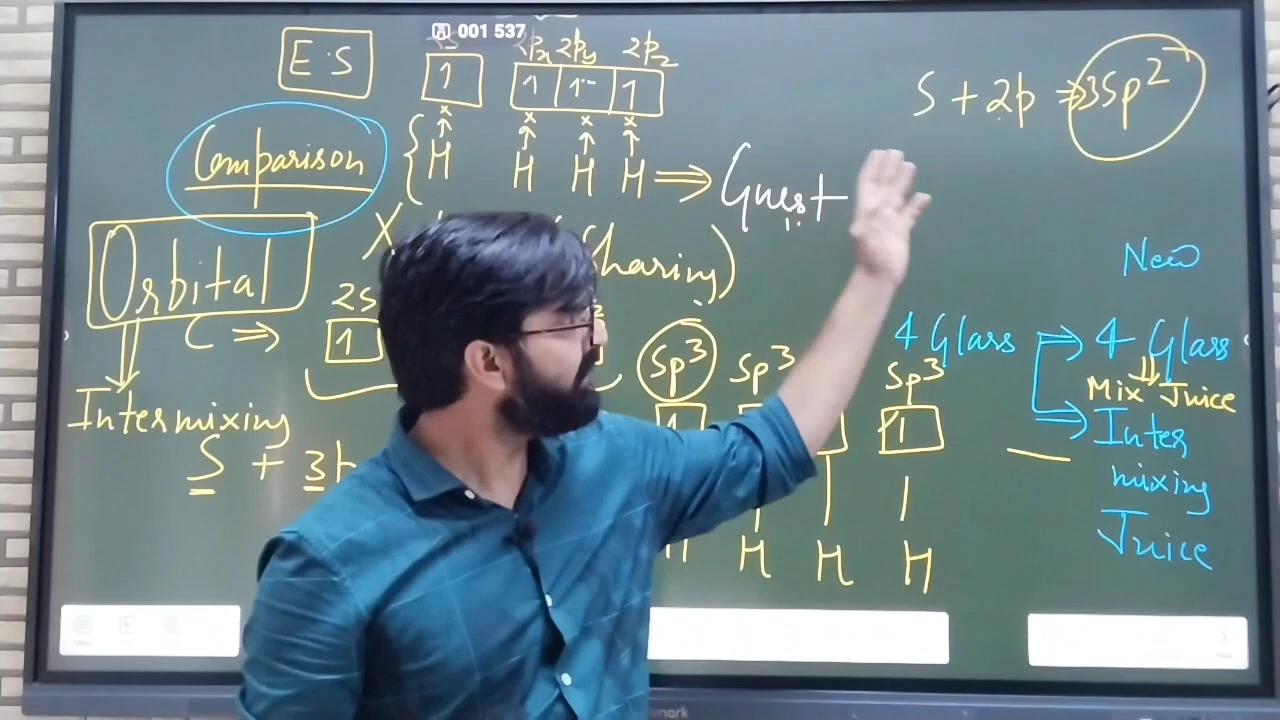 001 537
E.S
2px 2py 2pz
1 1 1 1
S + 2p ⇒ 3Sp²
Comparison
H H H H ⇒ Guest
X
Sharing)
Orbital
New
2S
C ⇒ 1
Sp³ Sp³ Sp³
4 Glass ⇒ 4 Glass
Mix Juice
1
Intermixing
⇒ Inter
mixing
S + 3p
Juice
H H H H